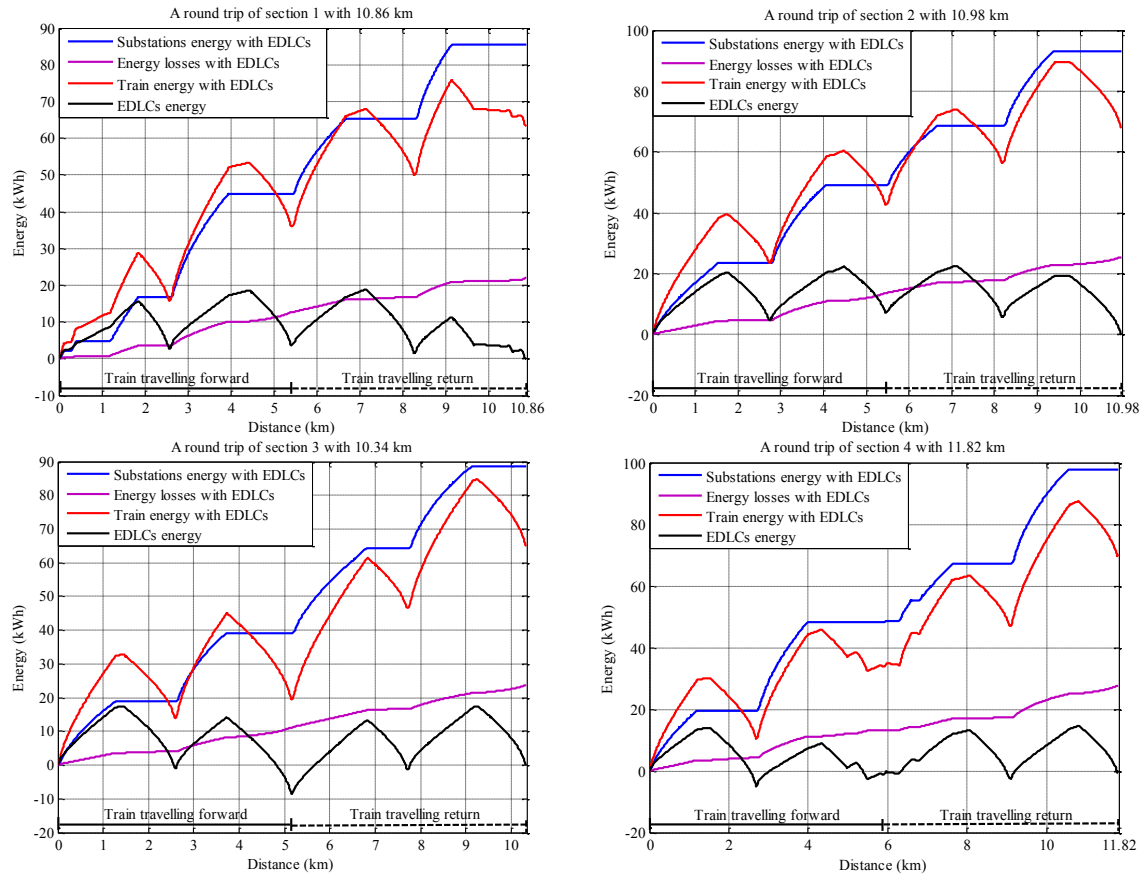 A round trip of section 1 with 10.86 km
90
80
70
60
50
40
30
20
10
0
-10
Energy (kWh)
Substations energy with EDLCs
Energy losses with EDLCs
Train energy with EDLCs
EDLCs energy
Train travelling forward
Train travelling return
0 1 2 3 4 5 6 7 8 9 10 10.86
Distance (km)
A round trip of section 2 with 10.98 km
100
80
60
40
20
0
-20
Energy (kWh)
Substations energy with EDLCs
Energy losses with EDLCs
Train energy with EDLCs
EDLCs energy
Train travelling forward
Train travelling return
0 1 2 3 4 5 6 7 8 9 10 10.98
Distance (km)
A round trip of section 3 with 10.34 km
90
80
70
60
50
40
30
20
10
0
-10
-20
Energy (kWh)
Substations energy with EDLCs
Energy losses with EDLCs
Train energy with EDLCs
EDLCs energy
Train travelling forward
Train travelling return
0 1 2 3 4 5 6 7 8 9 10
Distance (km)
A round trip of section 4 with 11.82 km
100
80
60
40
20
0
-20
Energy (kWh)
Substations energy with EDLCs
Energy losses with EDLCs
Train energy with EDLCs
EDLCs energy
Train travelling forward
Train travelling return
0 2 4 6 8 10 11.82
Distance (km)